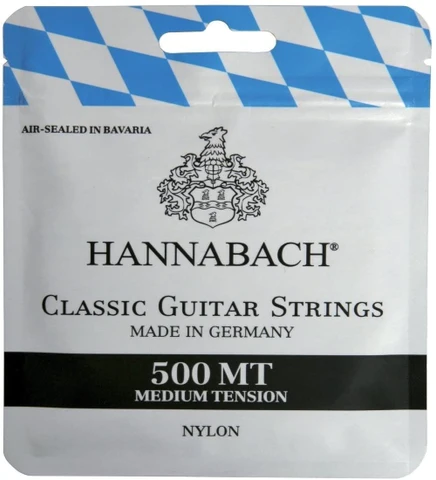 AIR-SEALED IN BAVARIA
HANNABACH®
CLASSIC GUITAR STRINGS
MADE IN GERMANY
500 MT
MEDIUM TENSION
NYLON